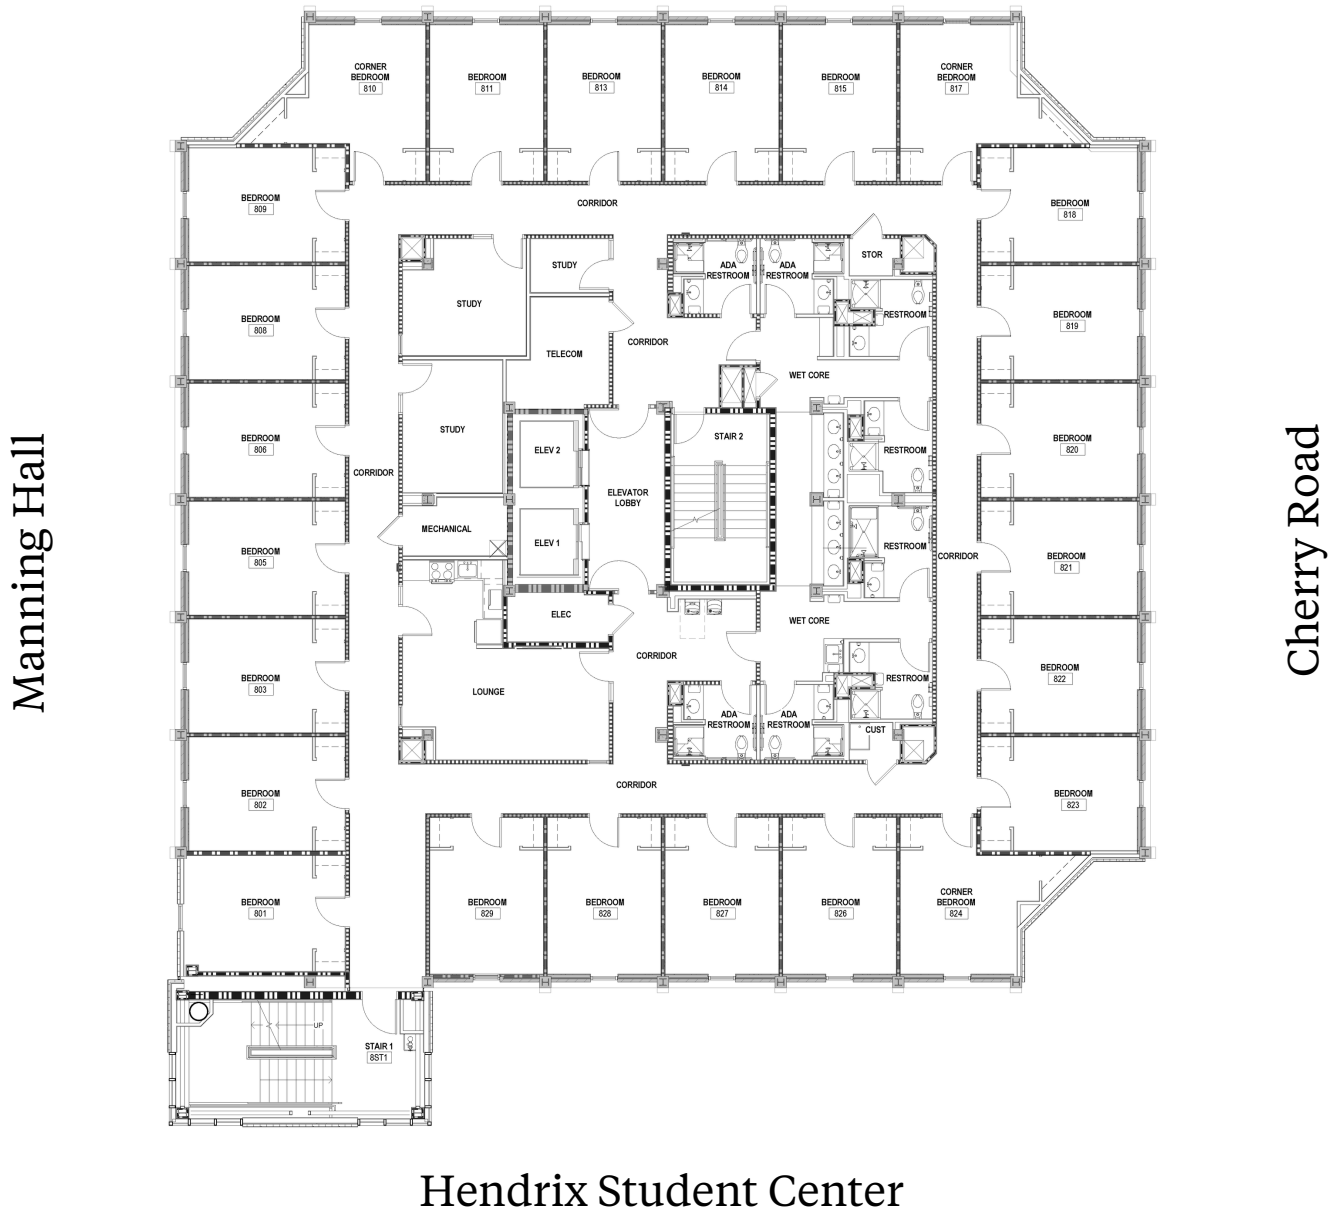 CORNER
BEDROOM
810
BEDROOM
811
BEDROOM
813
BEDROOM
814
BEDROOM
815
CORNER
BEDROOM
817
BEDROOM
809
CORRIDOR
BEDROOM
818
STUDY
ADA
RESTROOM
ADA
RESTROOM
STOR
STUDY
RESTROOM
BEDROOM
808
BEDROOM
819
TELECOM
CORRIDOR
WET CORE
STUDY
STAIR 2
BEDROOM
806
ELEV 2
RESTROOM
BEDROOM
820
CORRIDOR
ELEVATOR
LOBBY
Manning Hall
Cherry Road
MECHANICAL
ELEV 1
RESTROOM
BEDROOM
805
CORRIDOR
BEDROOM
821
ELEC
WET CORE
CORRIDOR
BEDROOM
803
LOUNGE
RESTROOM
BEDROOM
822
ADA
RESTROOM
ADA
RESTROOM
CUST
CORRIDOR
BEDROOM
802
BEDROOM
823
BEDROOM
801
BEDROOM
829
BEDROOM
828
BEDROOM
827
BEDROOM
826
CORNER
BEDROOM
824
UP
STAIR 1
8ST1
Hendrix Student Center